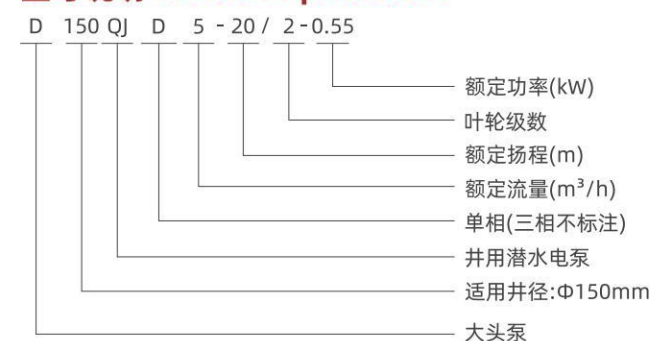 D 150 QJ D 5 - 20 / 2 - 0.55
额定功率(kW)
叶轮级数
额定扬程(m)
额定流量(m³/h)
单相(三相不标注)
井用潜水电泵
适用井径:Φ150mm
大头泵